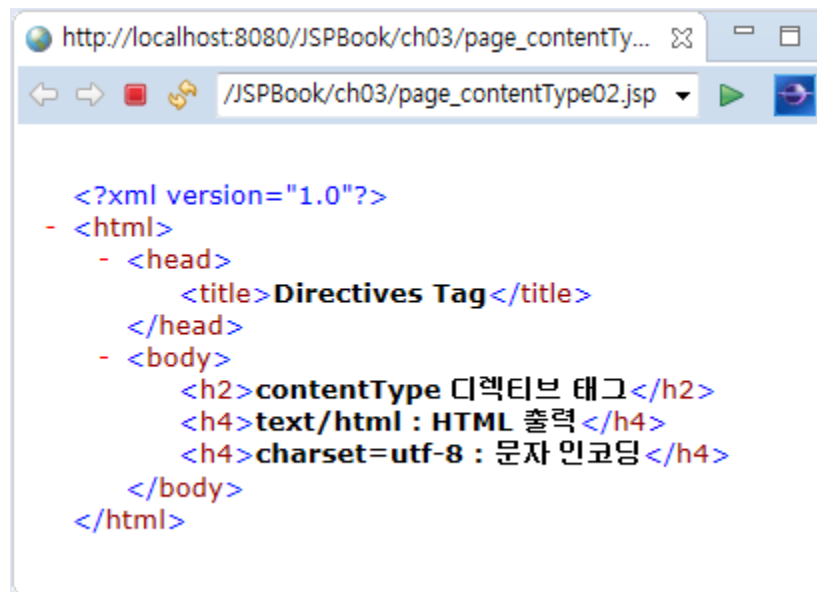 http://localhost:8080/JSPBook/ch03/page_contentTy...
/JSPBook/ch03/page_contentType02.jsp
<?xml version="1.0"?>
- <html>
- <head>
<title>Directives Tag</title>
</head>
- <body>
<h2>contentType 디렉티브 태그</h2>
<h4>text/html : HTML 출력</h4>
<h4>charset=utf-8 : 문자 인코딩</h4>
</body>
</html>